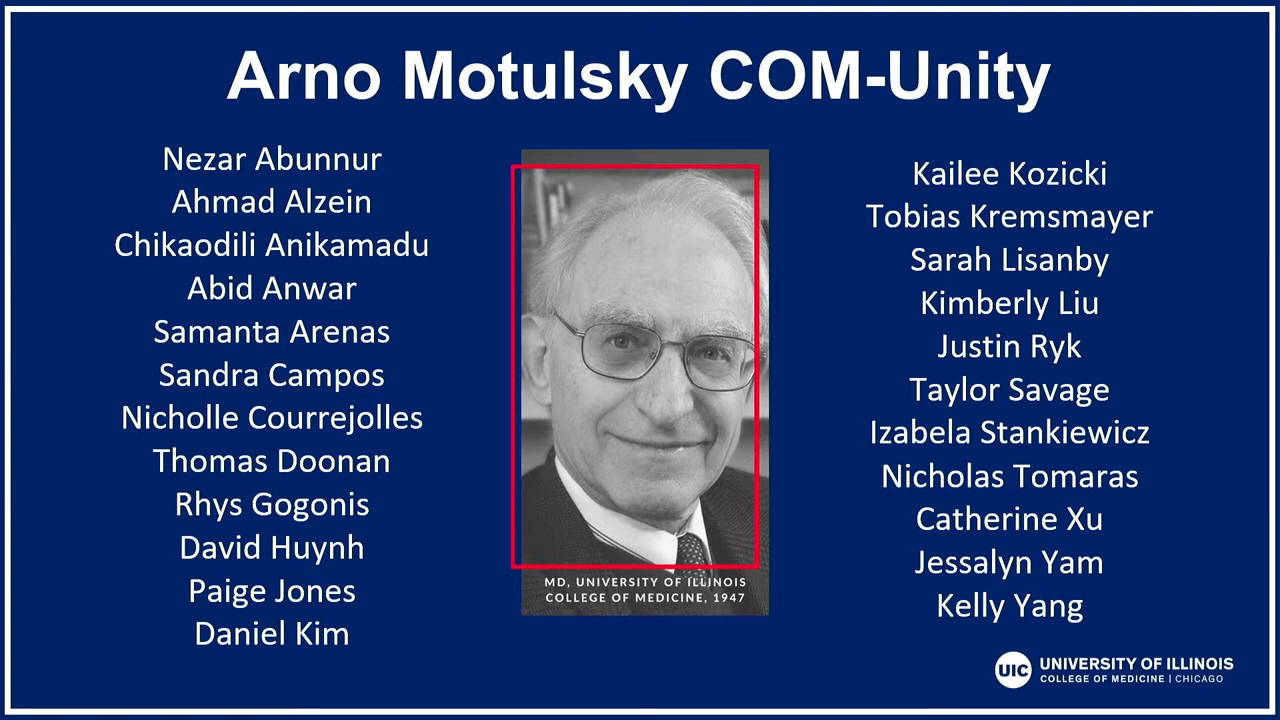 Arno Motulsky COM-Unity
Nezar Abunnur
Ahmad Alzein
Chikaodili Anikamadu
Abid Anwar
Samanta Arenas
Sandra Campos
Nicholle Courrejolles
Thomas Doonan
Rhys Gogonis
David Huynh
Paige Jones
Daniel Kim
MD, UNIVERSITY OF ILLINOIS
COLLEGE OF MEDICINE, 1947
Kailee Kozicki
Tobias Kremsmayer
Sarah Lisanby
Kimberly Liu
Justin Ryk
Taylor Savage
Izabela Stankiewicz
Nicholas Tomaras
Catherine Xu
Jessalyn Yam
Kelly Yang
UIC UNIVERSITY OF ILLINOIS
COLLEGE OF MEDICINE | CHICAGO